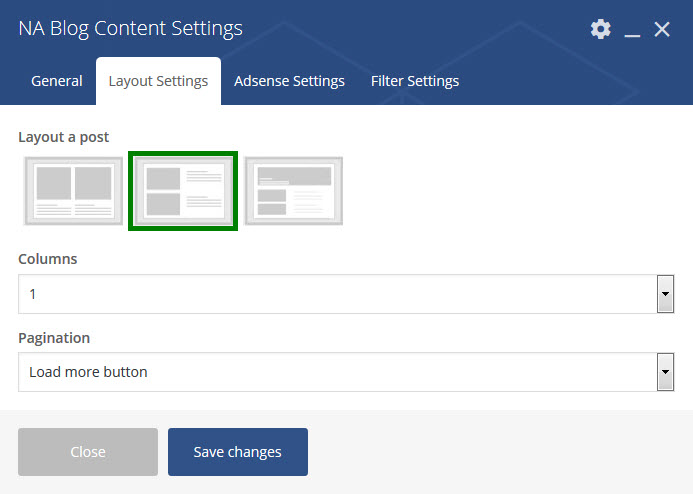 NA Blog Content Settings
General Layout Settings Adsense Settings Filter Settings
Layout a post
Columns
1
Pagination
Load more button
Close Save changes